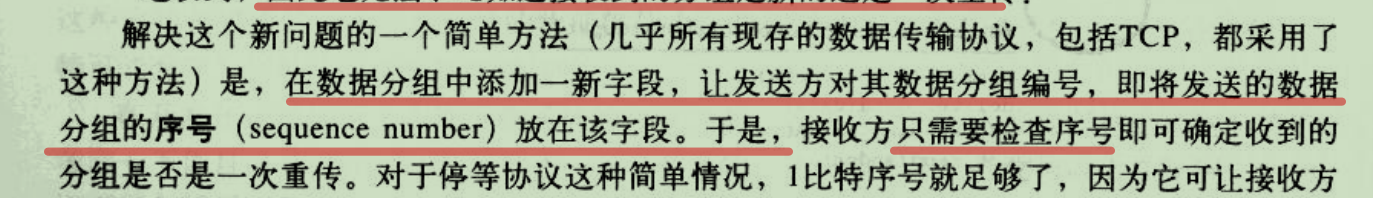 解决这个新问题的一个简单方法（几乎所有现存的数据传输协议，包括TCP，都采用了
这种方法）是，在数据分组中添加一新字段，让发送方对其数据分组编号，即将发送的数据
分组的序号（sequence number）放在该字段。于是，接收方只需要检查序号即可确定收到的
分组是否是一次重传。对于停等协议这种简单情况，1比特序号就足够了，因为它可让接收方